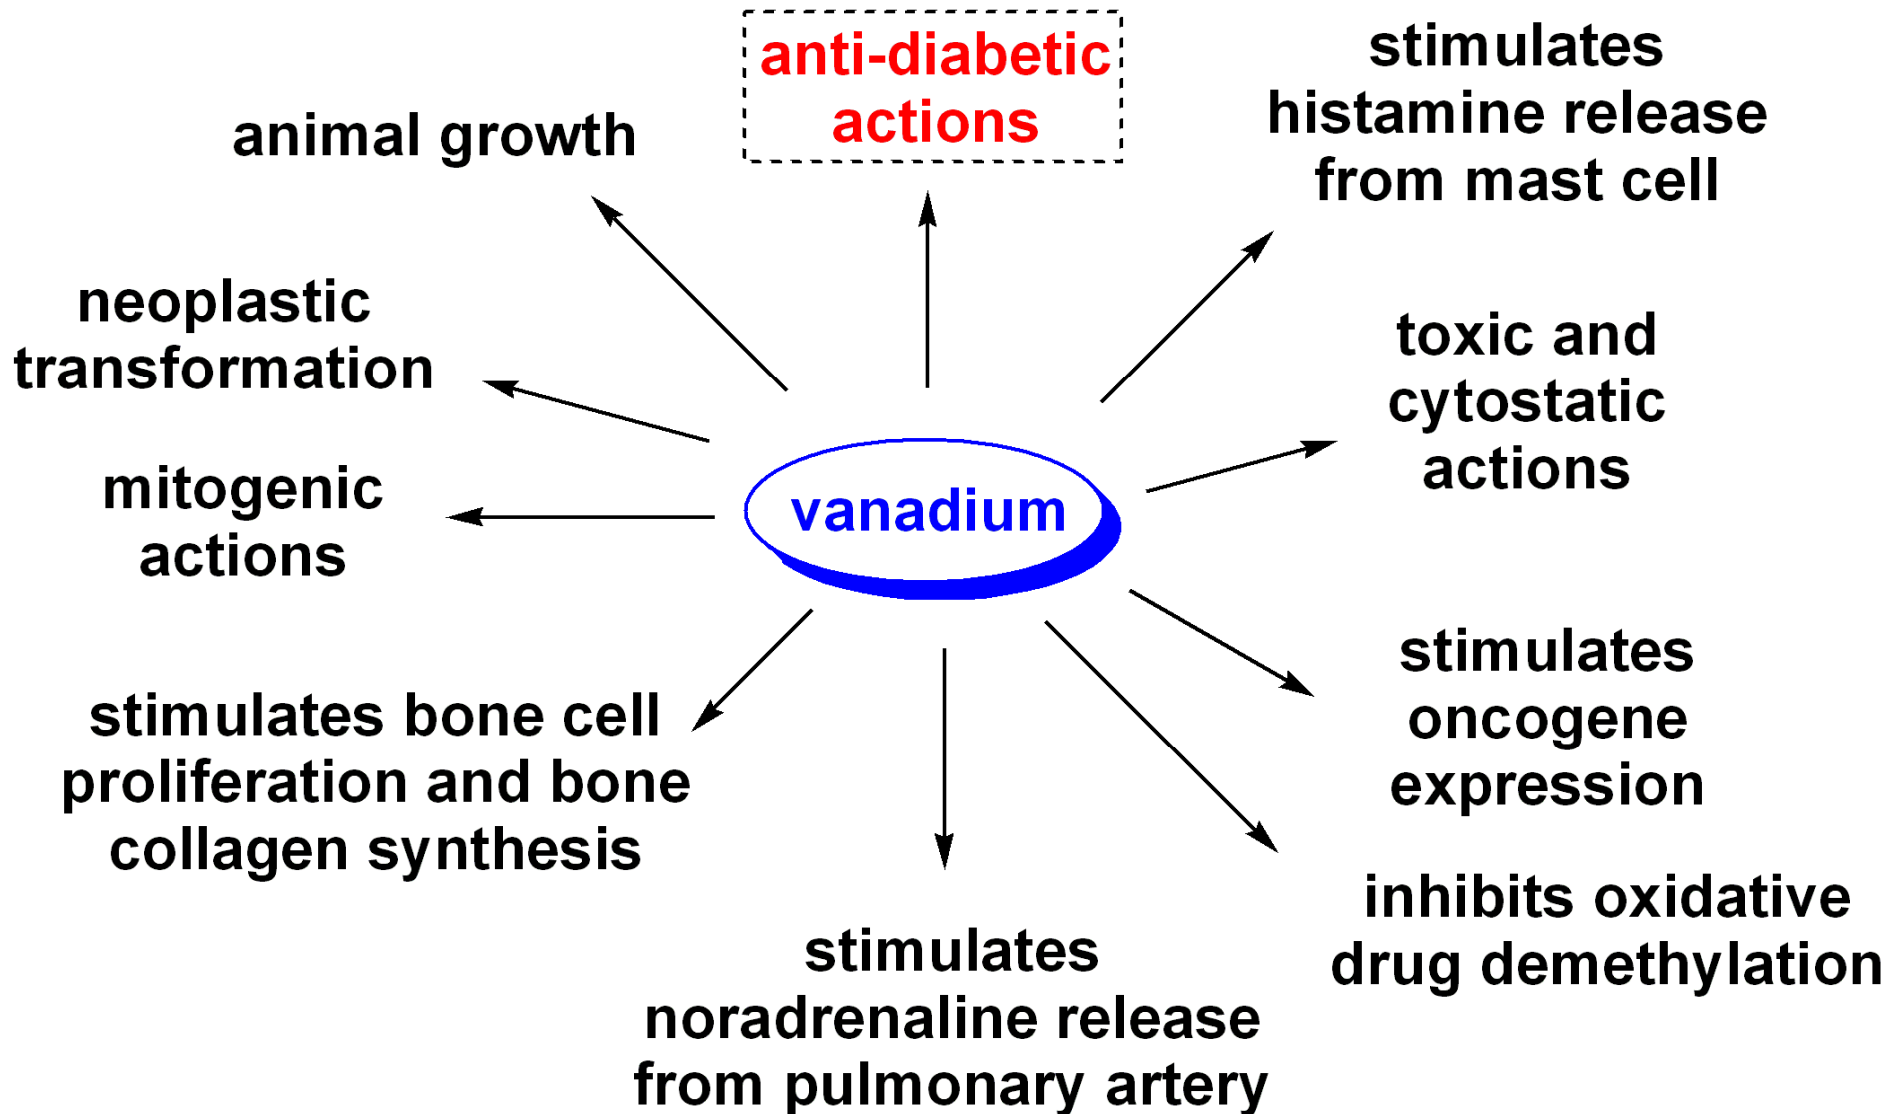 anti-diabetic
actions
stimulates
histamine release
from mast cell
animal growth
neoplastic
transformation
toxic and
cytostatic
actions
mitogenic
actions
vanadium
stimulates bone cell
proliferation and bone
collagen synthesis
stimulates
oncogene
expression
inhibits oxidative
drug demethylation
stimulates
noradrenaline release
from pulmonary artery